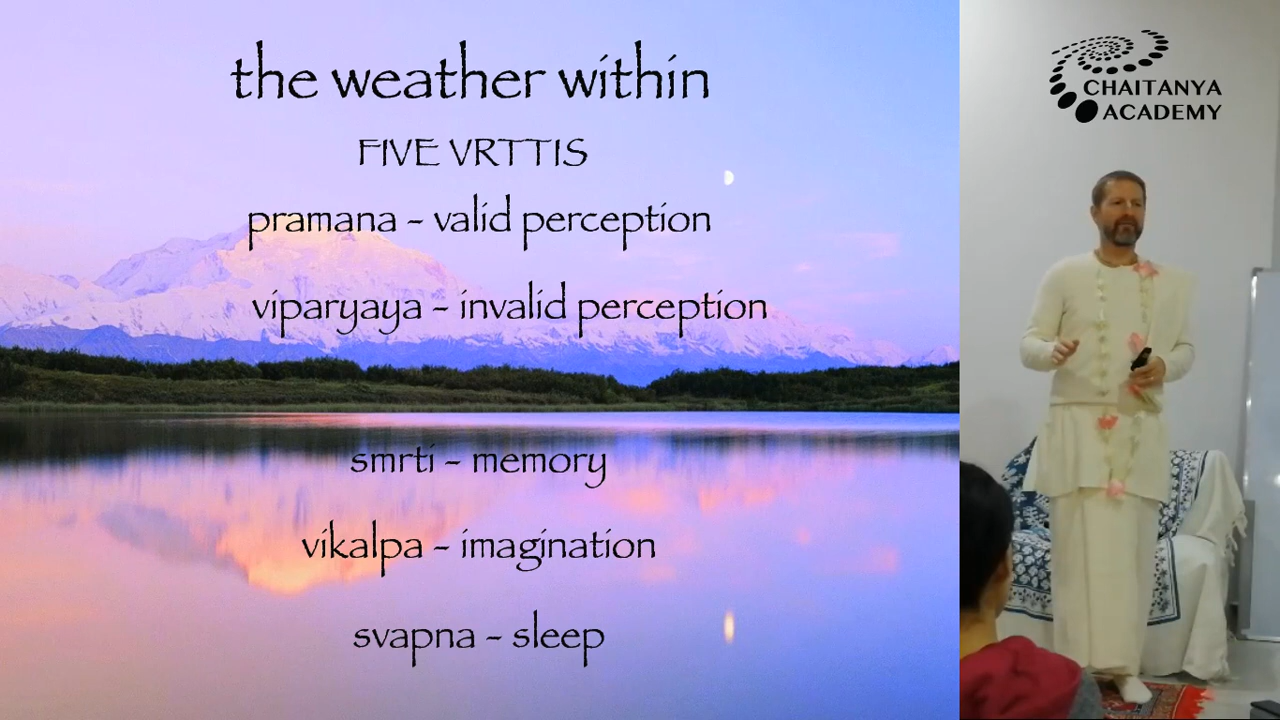 the weather within
FIVE VRTTIS
pramana - valid perception
viparyaya - invalid perception
smrti - memory
vikalpa - imagination
svapna - sleep
CHAITANYA
ACADEMY